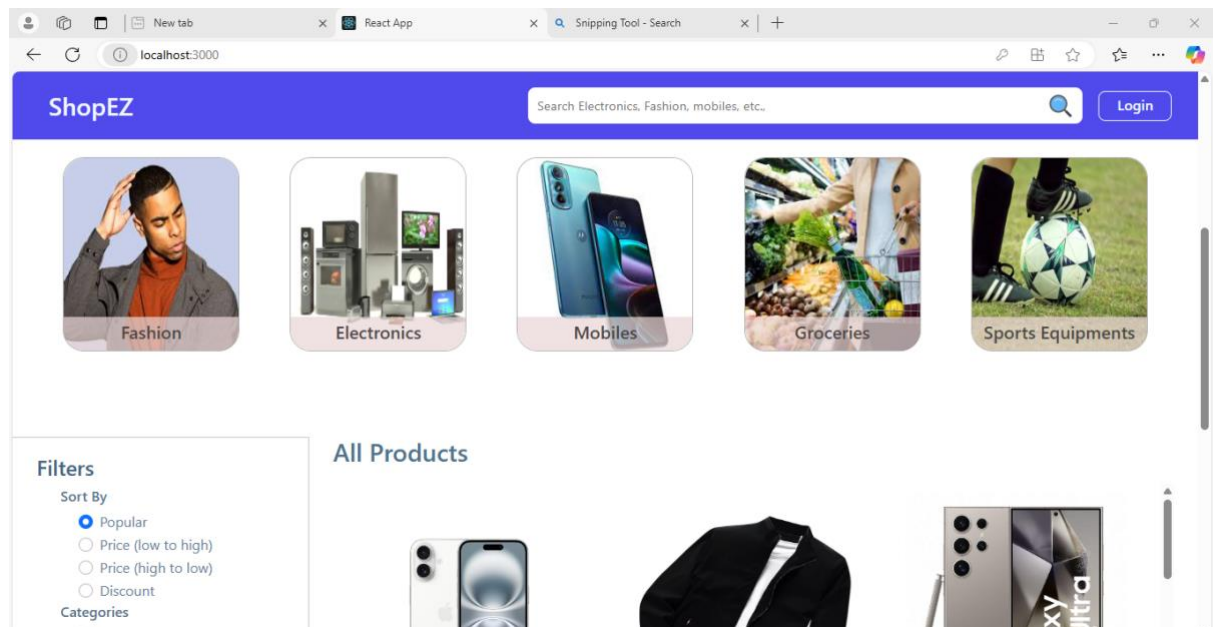 New tab
React App
Snipping Tool - Search
localhost:3000
ShopEZ
Search Electronics, Fashion, mobiles, etc.,
Login
Fashion
Electronics
Mobiles
Groceries
Sports Equipments
Filters
Sort By
Popular
Price (low to high)
Price (high to low)
Discount
Categories
All Products
xy
Ultra